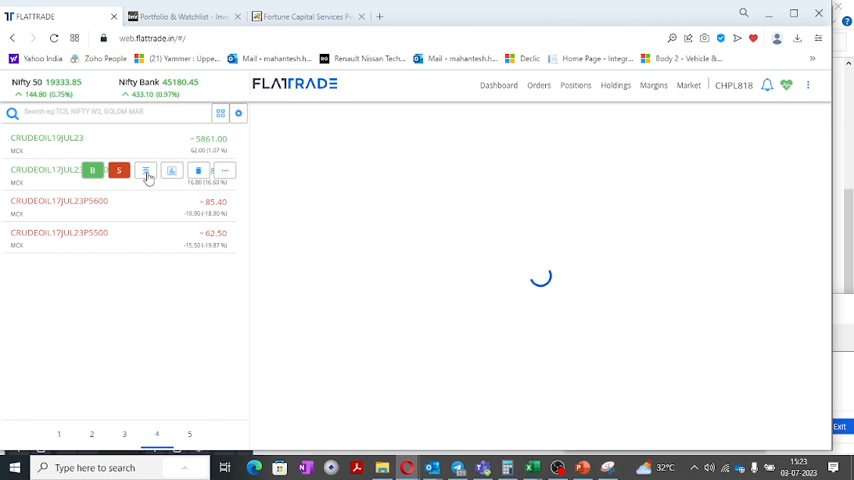 FLATTRADE
Portfolio & Watchlist - Inve
Fortune Capital Services Pv
web.flattrade.in/#/
Yahoo India
Zoho People
(21) Yammer : Uppe...
Mail • mahantesh.h...
Renault Nissan Tech...
Mail - mahantesh.h...
Declic
Home Page - Integr...
Body 2 - Vehicle &...
Nifty 50 19333.85
144.80 (0.75%)
Nifty Bank 45180.45
433.10 (0.97%)
FLATTRADE
Dashboard
Orders
Positions
Holdings
Margins
Market
CHPL818
Search eg:TCS, NIFTY W2, GOLDM MAR
CRUDEOIL19JUL23
5861.00
MCX
62.00 (1.07 %)
CRUDEOIL17JUL23
B
S
MCX
16.80 (16.60 %)
CRUDEOIL17JUL23P5600
85.40
MCX
-19.90 (-18.90 %)
CRUDEOIL17JUL23P5500
62.50
MCX
-15.50 (-19.87 %)
1
2
3
4
5
Exit
Type here to search
32°C
15:23
03-07-2023